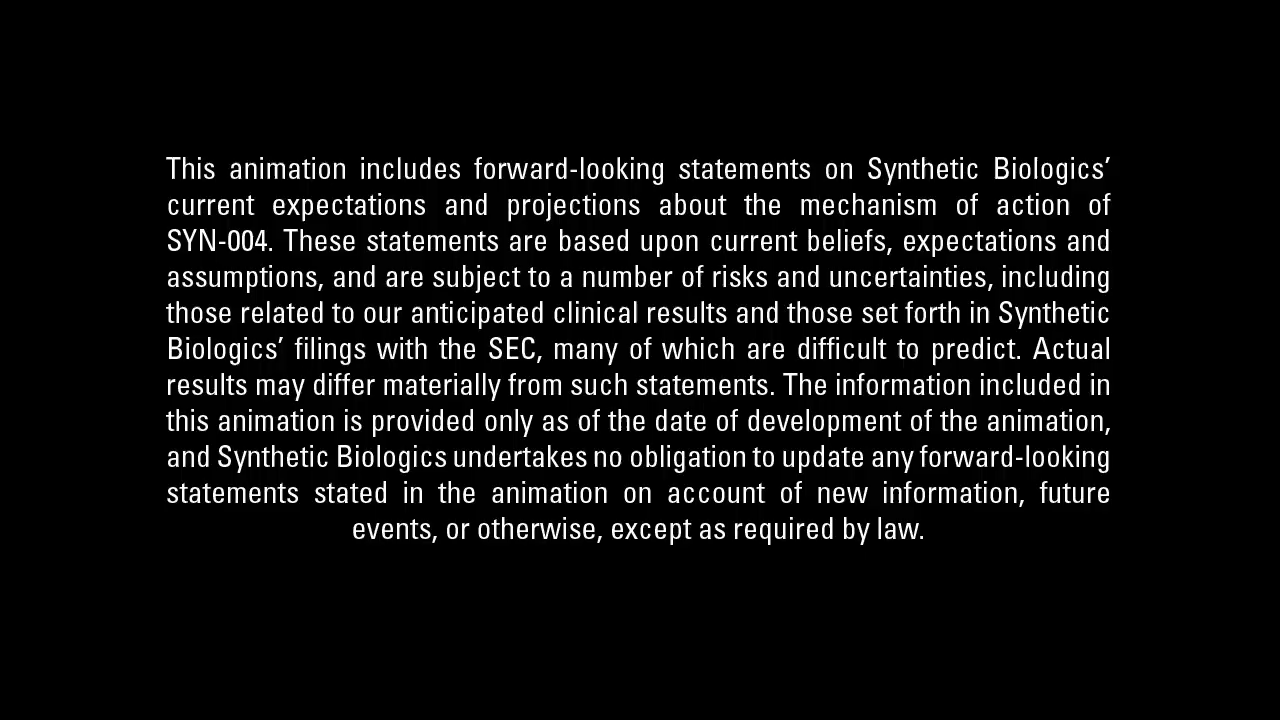 This animation includes forward-looking statements on Synthetic Biologics’
current expectations and projections about the mechanism of action of
SYN-004. These statements are based upon current beliefs, expectations and
assumptions, and are subject to a number of risks and uncertainties, including
those related to our anticipated clinical results and those set forth in Synthetic
Biologics’ filings with the SEC, many of which are difficult to predict. Actual
results may differ materially from such statements. The information included in
this animation is provided only as of the date of development of the animation,
and Synthetic Biologics undertakes no obligation to update any forward-looking
statements stated in the animation on account of new information, future
events, or otherwise, except as required by law.